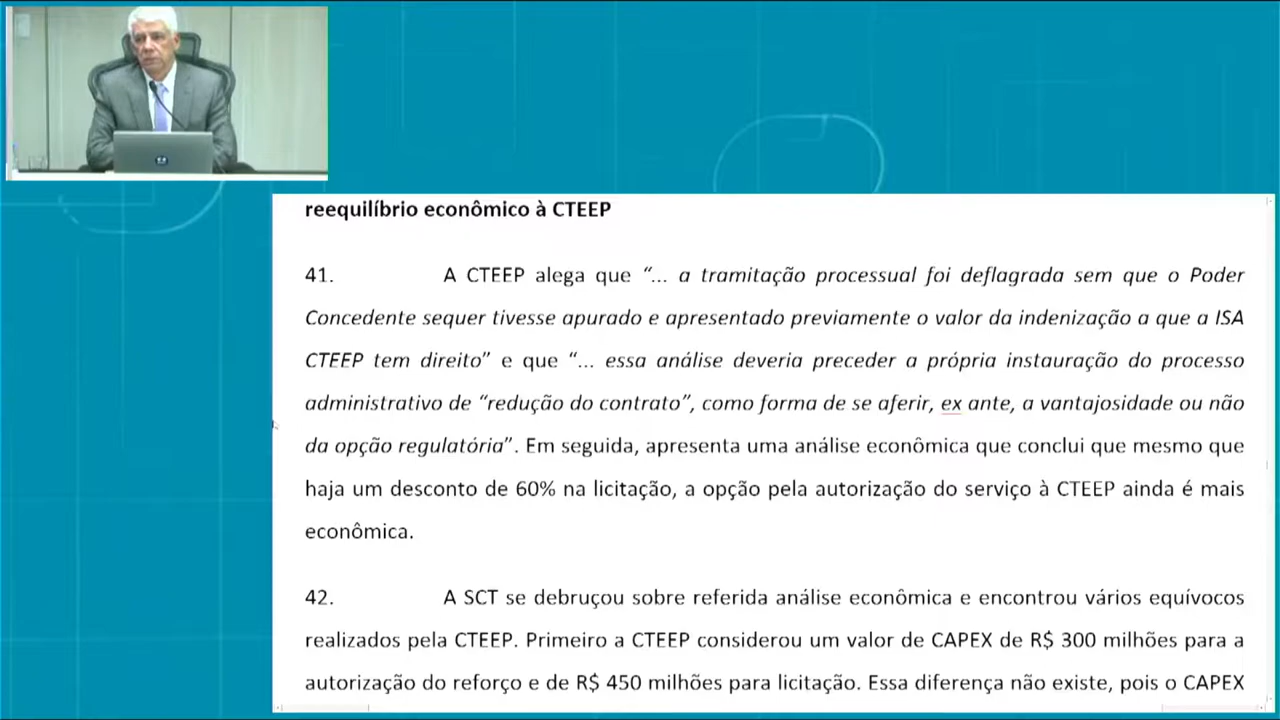 reequilíbrio econômico à CTEEP
41. A CTEEP alega que “... a tramitação processual foi deflagrada sem que o Poder
Concedente sequer tivesse apurado e apresentado previamente o valor da indenização a que a ISA
CTEEP tem direito” e que “... essa análise deveria preceder a própria instauração do processo
administrativo de “redução do contrato”, como forma de se aferir, ex ante, a vantajosidade ou não
da opção regulatória”. Em seguida, apresenta uma análise econômica que conclui que mesmo que
haja um desconto de 60% na licitação, a opção pela autorização do serviço à CTEEP ainda é mais
econômica.
42. A SCT se debruçou sobre referida análise econômica e encontrou vários equívocos
realizados pela CTEEP. Primeiro a CTEEP considerou um valor de CAPEX de R$ 300 milhões para a
autorização do reforço e de R$ 450 milhões para licitação. Essa diferença não existe, pois o CAPEX